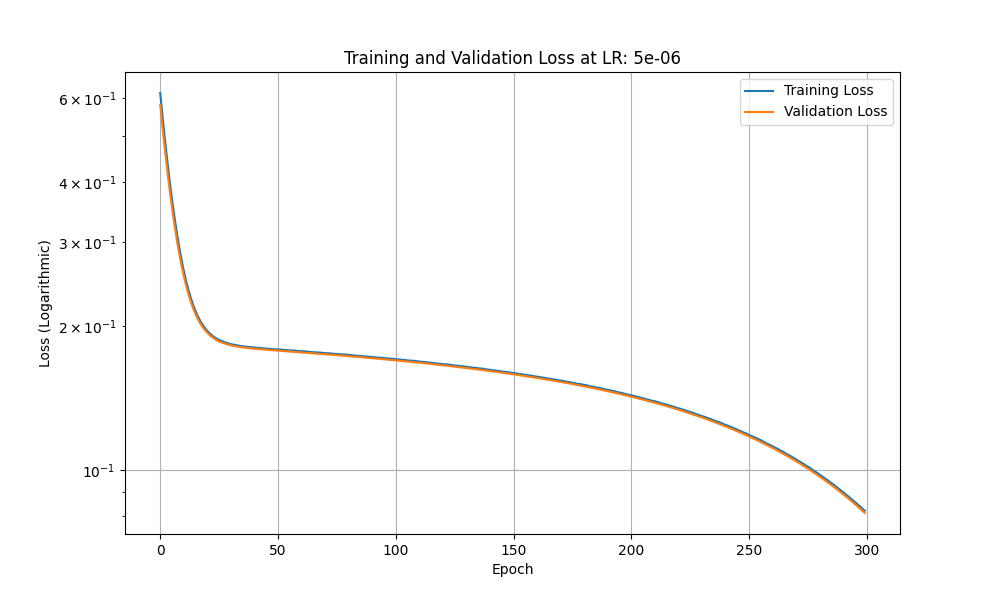 Training and Validation Loss at LR: 5e-06
Training Loss
Validation Loss
6 × 10⁻¹
4 × 10⁻¹
3 × 10⁻¹
2 × 10⁻¹
10⁻¹
Loss (Logarithmic)
0 50 100 150 200 250 300
Epoch